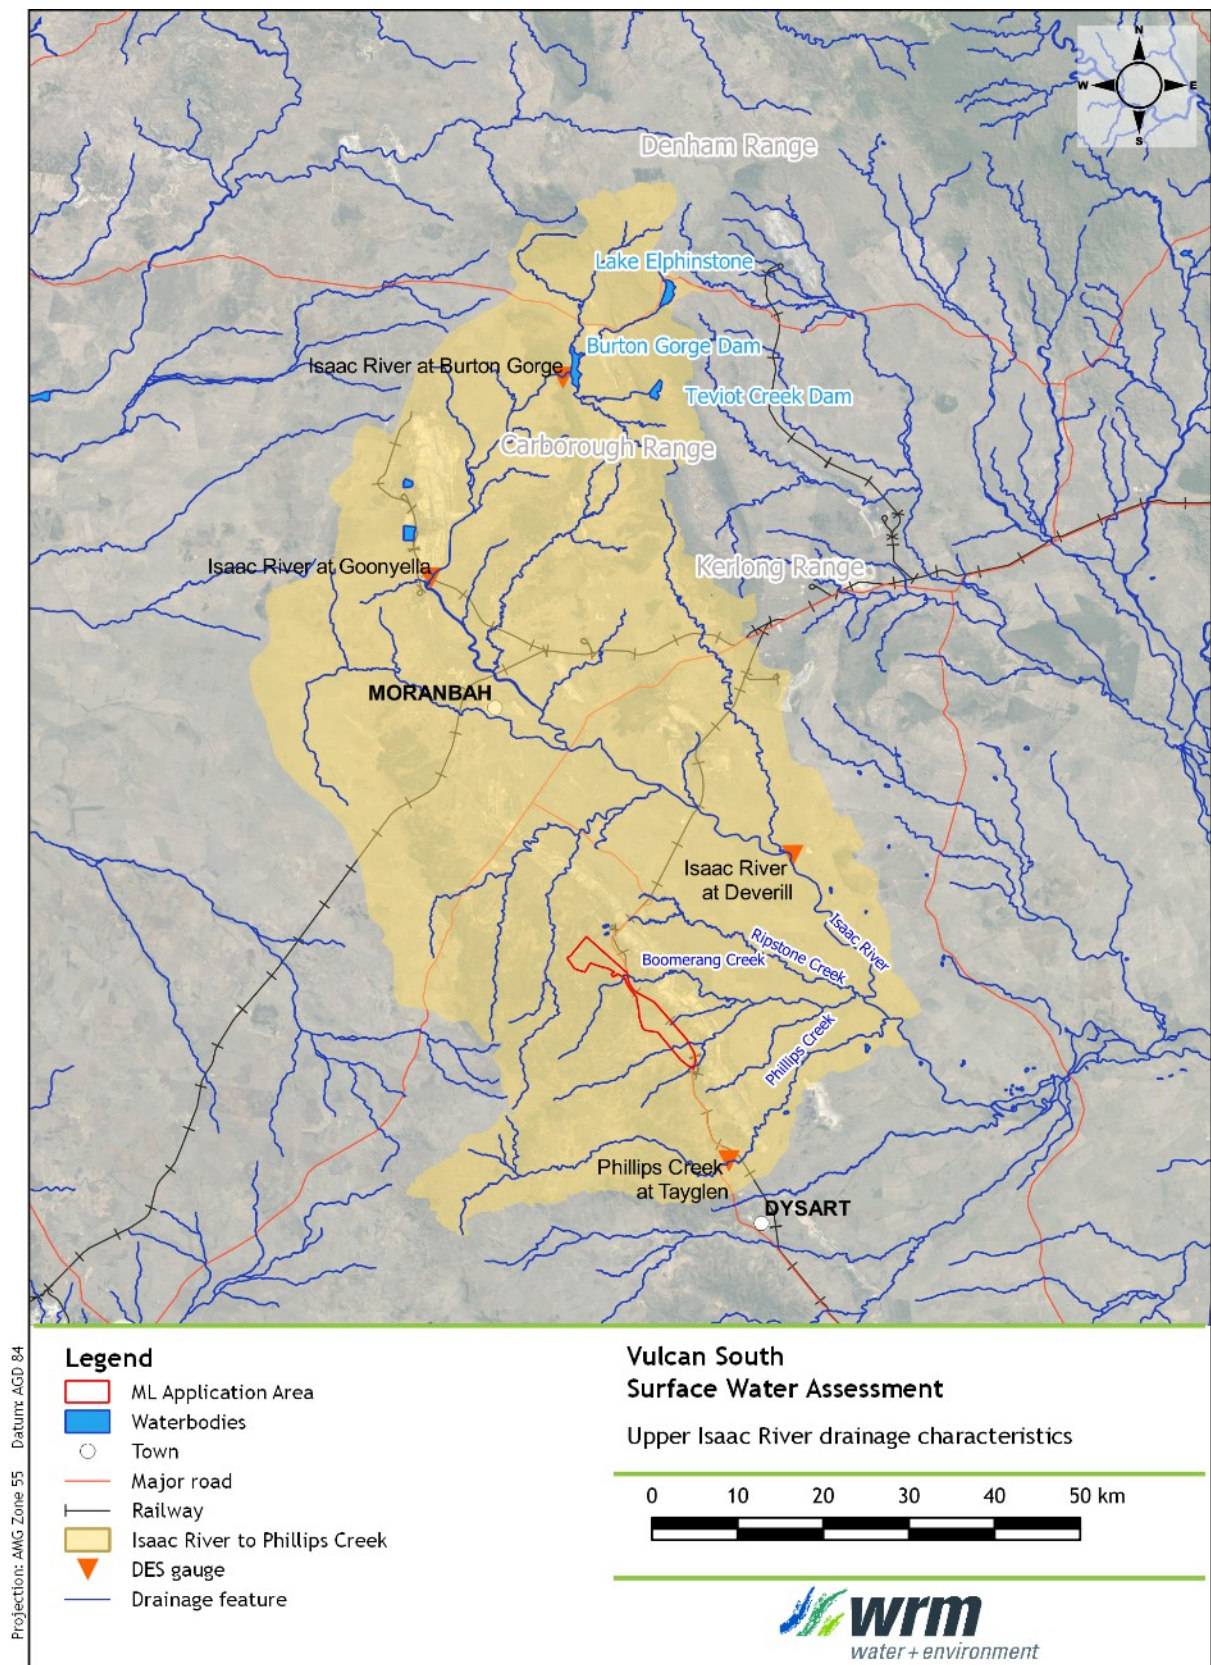 N
W
E
S
Denham Range
Lake Elphinstone
Burton Gorge Dam
Isaac River at Burton Gorge
Teviot Creek Dam
Carborough Range
Isaac River at Goonyella
Kerlong Range
MORANBAH
Isaac River
at Deverill
Isaac River
Ripstone Creek
Boomerang Creek
Phillips Creek
Phillips Creek
at Tayglen
DYSART
Projection: AMG Zone 55 Datum: AGD 84
Legend
ML Application Area
Waterbodies
Town
Major road
Railway
Isaac River to Phillips Creek
DES gauge
Drainage feature
Vulcan South
Surface Water Assessment
Upper Isaac River drainage characteristics
0 10 20 30 40 50 km
wrm
water + environment